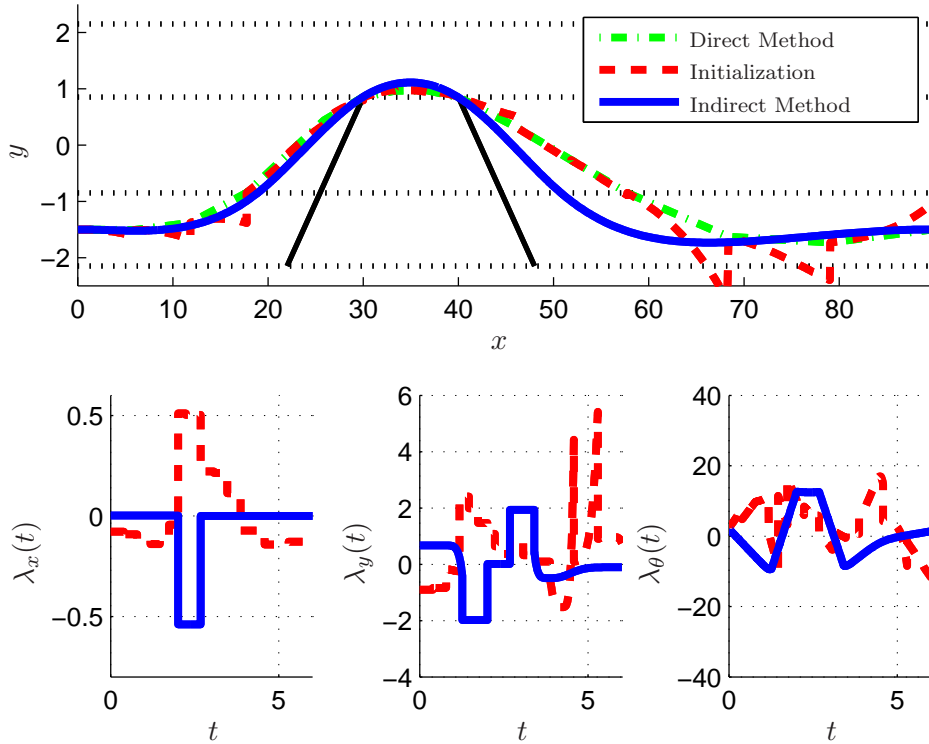 2
1
0
−1
−2
y
Direct Method
Initialization
Indirect Method
0 10 20 30 40 50 60 70 80
x
0.5
0
−0.5
λx(t)
0 5
t
6
4
2
0
−2
−4
λy(t)
0 5
t
40
20
0
−20
−40
λθ(t)
0 5
t